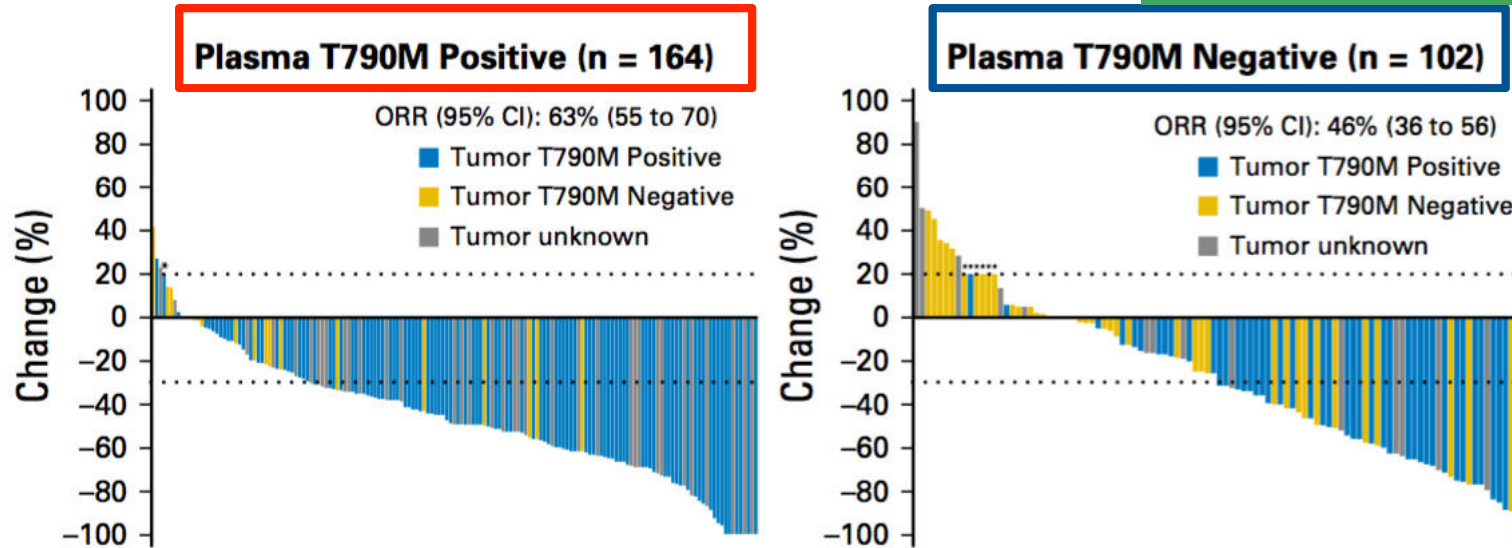 Plasma T790M Positive (n = 164)
ORR (95% CI): 63% (55 to 70)
Tumor T790M Positive
Tumor T790M Negative
Tumor unknown
Change (%)
100
80
60
40
20
0
–20
–40
–60
–80
–100
*
Plasma T790M Negative (n = 102)
ORR (95% CI): 46% (36 to 56)
Tumor T790M Positive
Tumor T790M Negative
Tumor unknown
Change (%)
100
80
60
40
20
0
–20
–40
–60
–80
–100
******